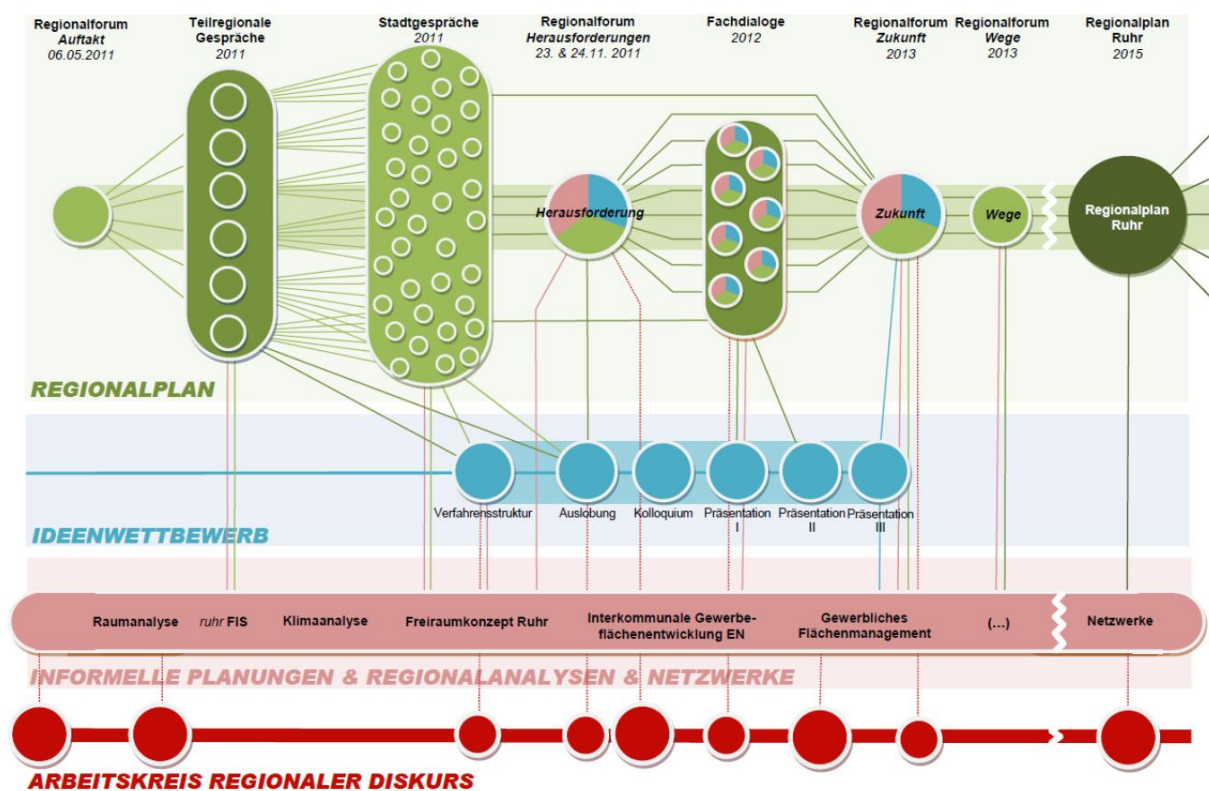 Regionalforum
Auftakt
06.05.2011
Teilregionale
Gespräche
2011
Stadtgespräche
2011
Regionalforum
Herausforderungen
23. & 24.11. 2011
Fachdialoge
2012
Regionalforum
Zukunft
2013
Regionalforum
Wege
2013
Regionalplan
Ruhr
2015
Herausforderung
Zukunft
Wege
Regionalplan
Ruhr
REGIONALPLAN
Verfahrensstruktur
Auslobung
Kolloquium
Präsentation
I
Präsentation
II
Präsentation
III
IDEENWETTBEWERB
Raumanalyse
ruhr FIS
Klimaanalyse
Freiraumkonzept Ruhr
Interkommunale Gewerbe-
flächenentwicklung EN
Gewerbliches
Flächenmanagement
(...)
Netzwerke
INFORMELLE PLANUNGEN & REGIONALANALYSEN & NETZWERKE
ARBEITSKREIS REGIONALER DISKURS